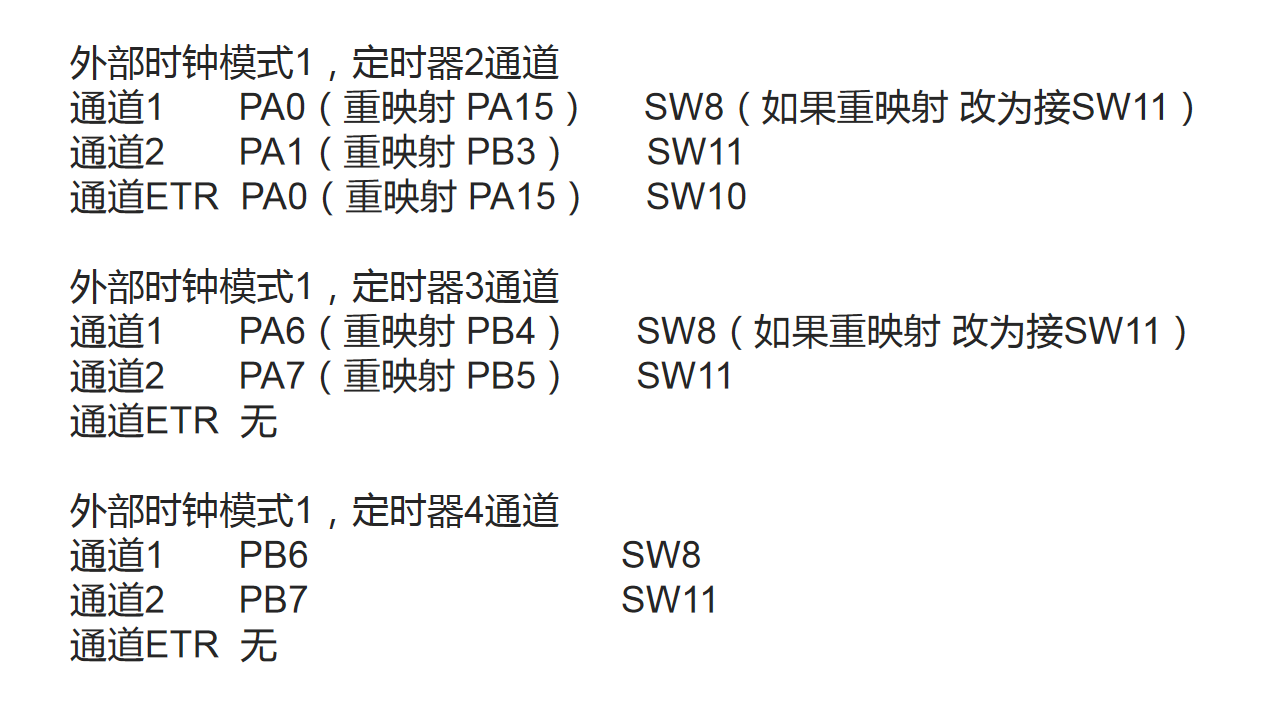 外部时钟模式1，定时器2通道
通道1 PA0（重映射 PA15） SW8（如果重映射 改为接SW11）
通道2 PA1（重映射 PB3） SW11
通道ETR PA0（重映射 PA15） SW10
外部时钟模式1，定时器3通道
通道1 PA6（重映射 PB4） SW8（如果重映射 改为接SW11）
通道2 PA7（重映射 PB5） SW11
通道ETR 无
外部时钟模式1，定时器4通道
通道1 PB6 SW8
通道2 PB7 SW11
通道ETR 无